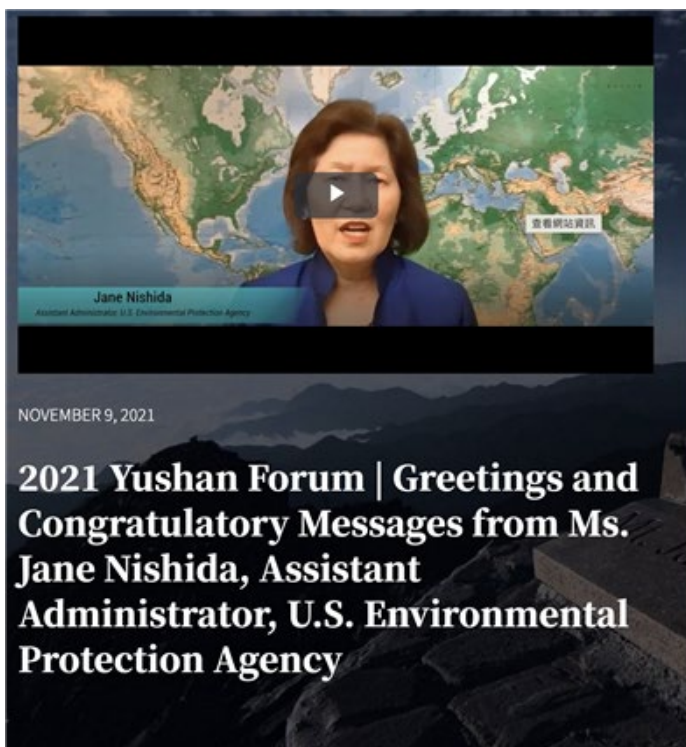 查看網站資訊
Jane Nishida
Assistant Administrator, U.S. Environmental Protection Agency
NOVEMBER 9, 2021
2021 Yushan Forum | Greetings and
Congratulatory Messages from Ms.
Jane Nishida, Assistant
Administrator, U.S. Environmental
Protection Agency